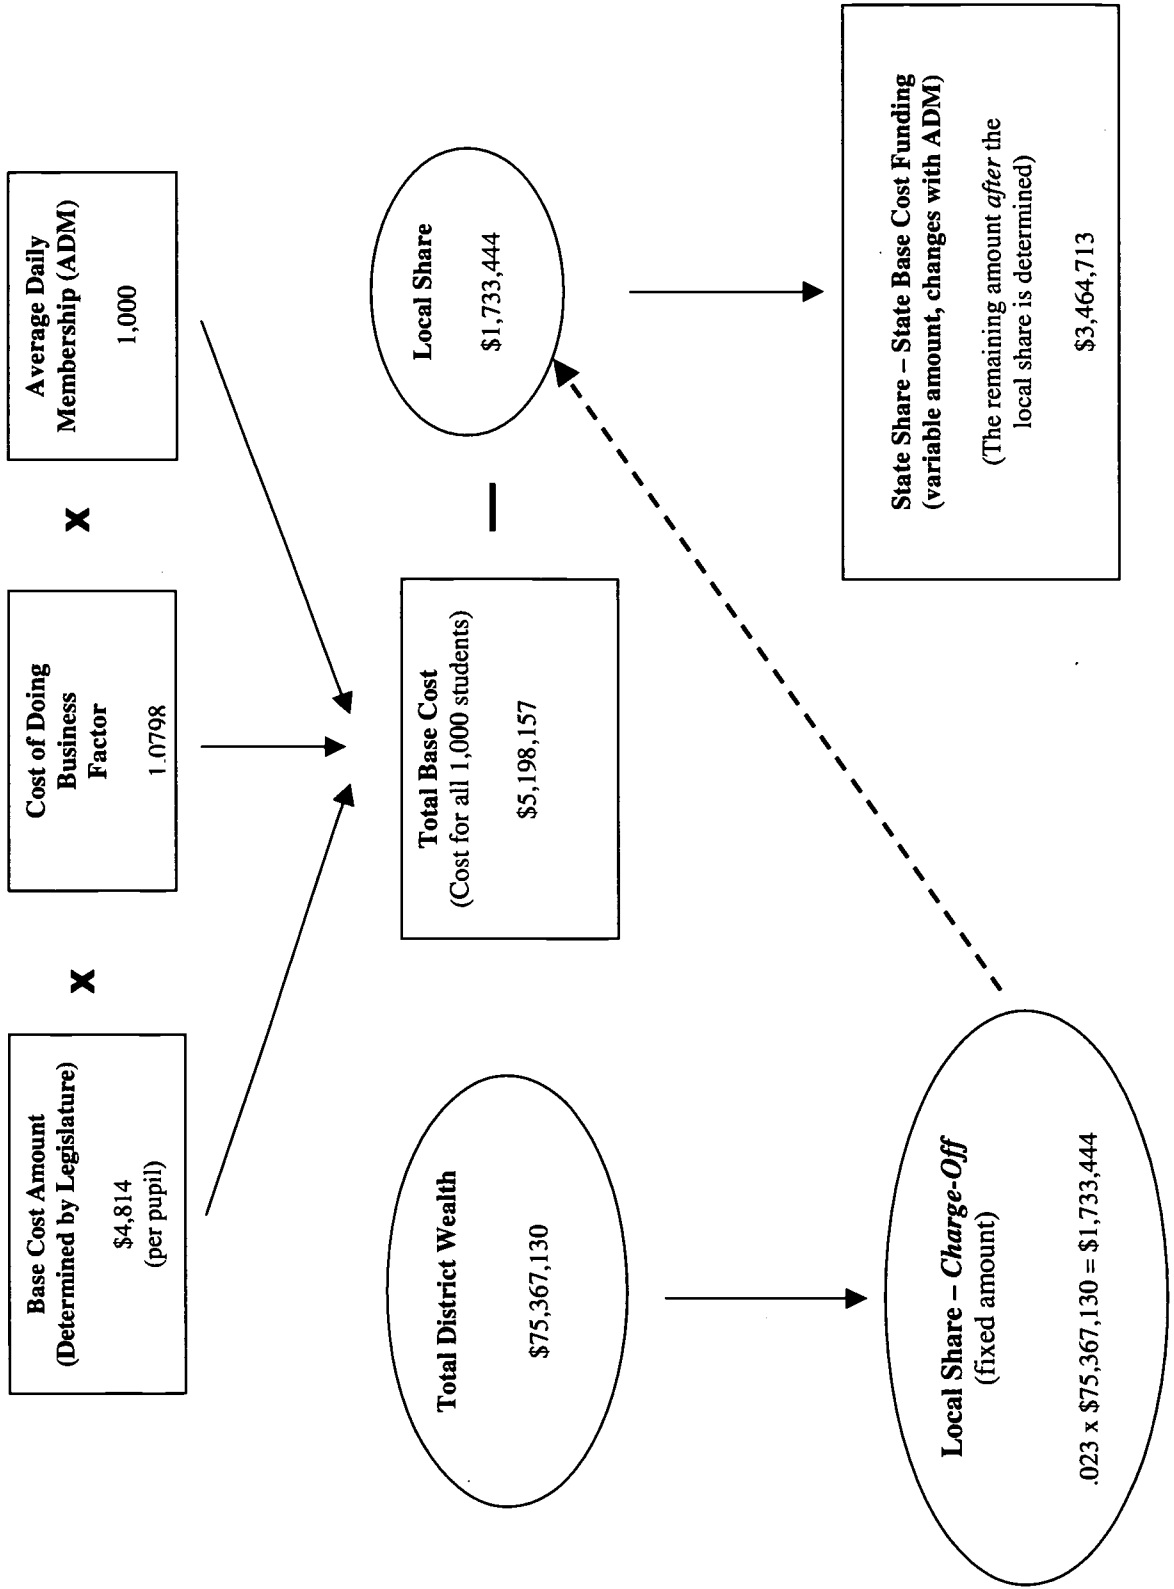 Base Cost Amount
(Determined by Legislature)
$4,814
(per pupil)
x
Cost of Doing
Business
Factor
1.0798
x
Average Daily
Membership (ADM)
1,000
Total District Wealth
$75,367,130
Total Base Cost
(Cost for all 1,000 students)
$5,198,157
—
Local Share
$1,733,444
Local Share – Charge-Off
(fixed amount)
.023 x $75,367,130 = $1,733,444
State Share – State Base Cost Funding
(variable amount, changes with ADM)
(The remaining amount after the
local share is determined)
$3,464,713